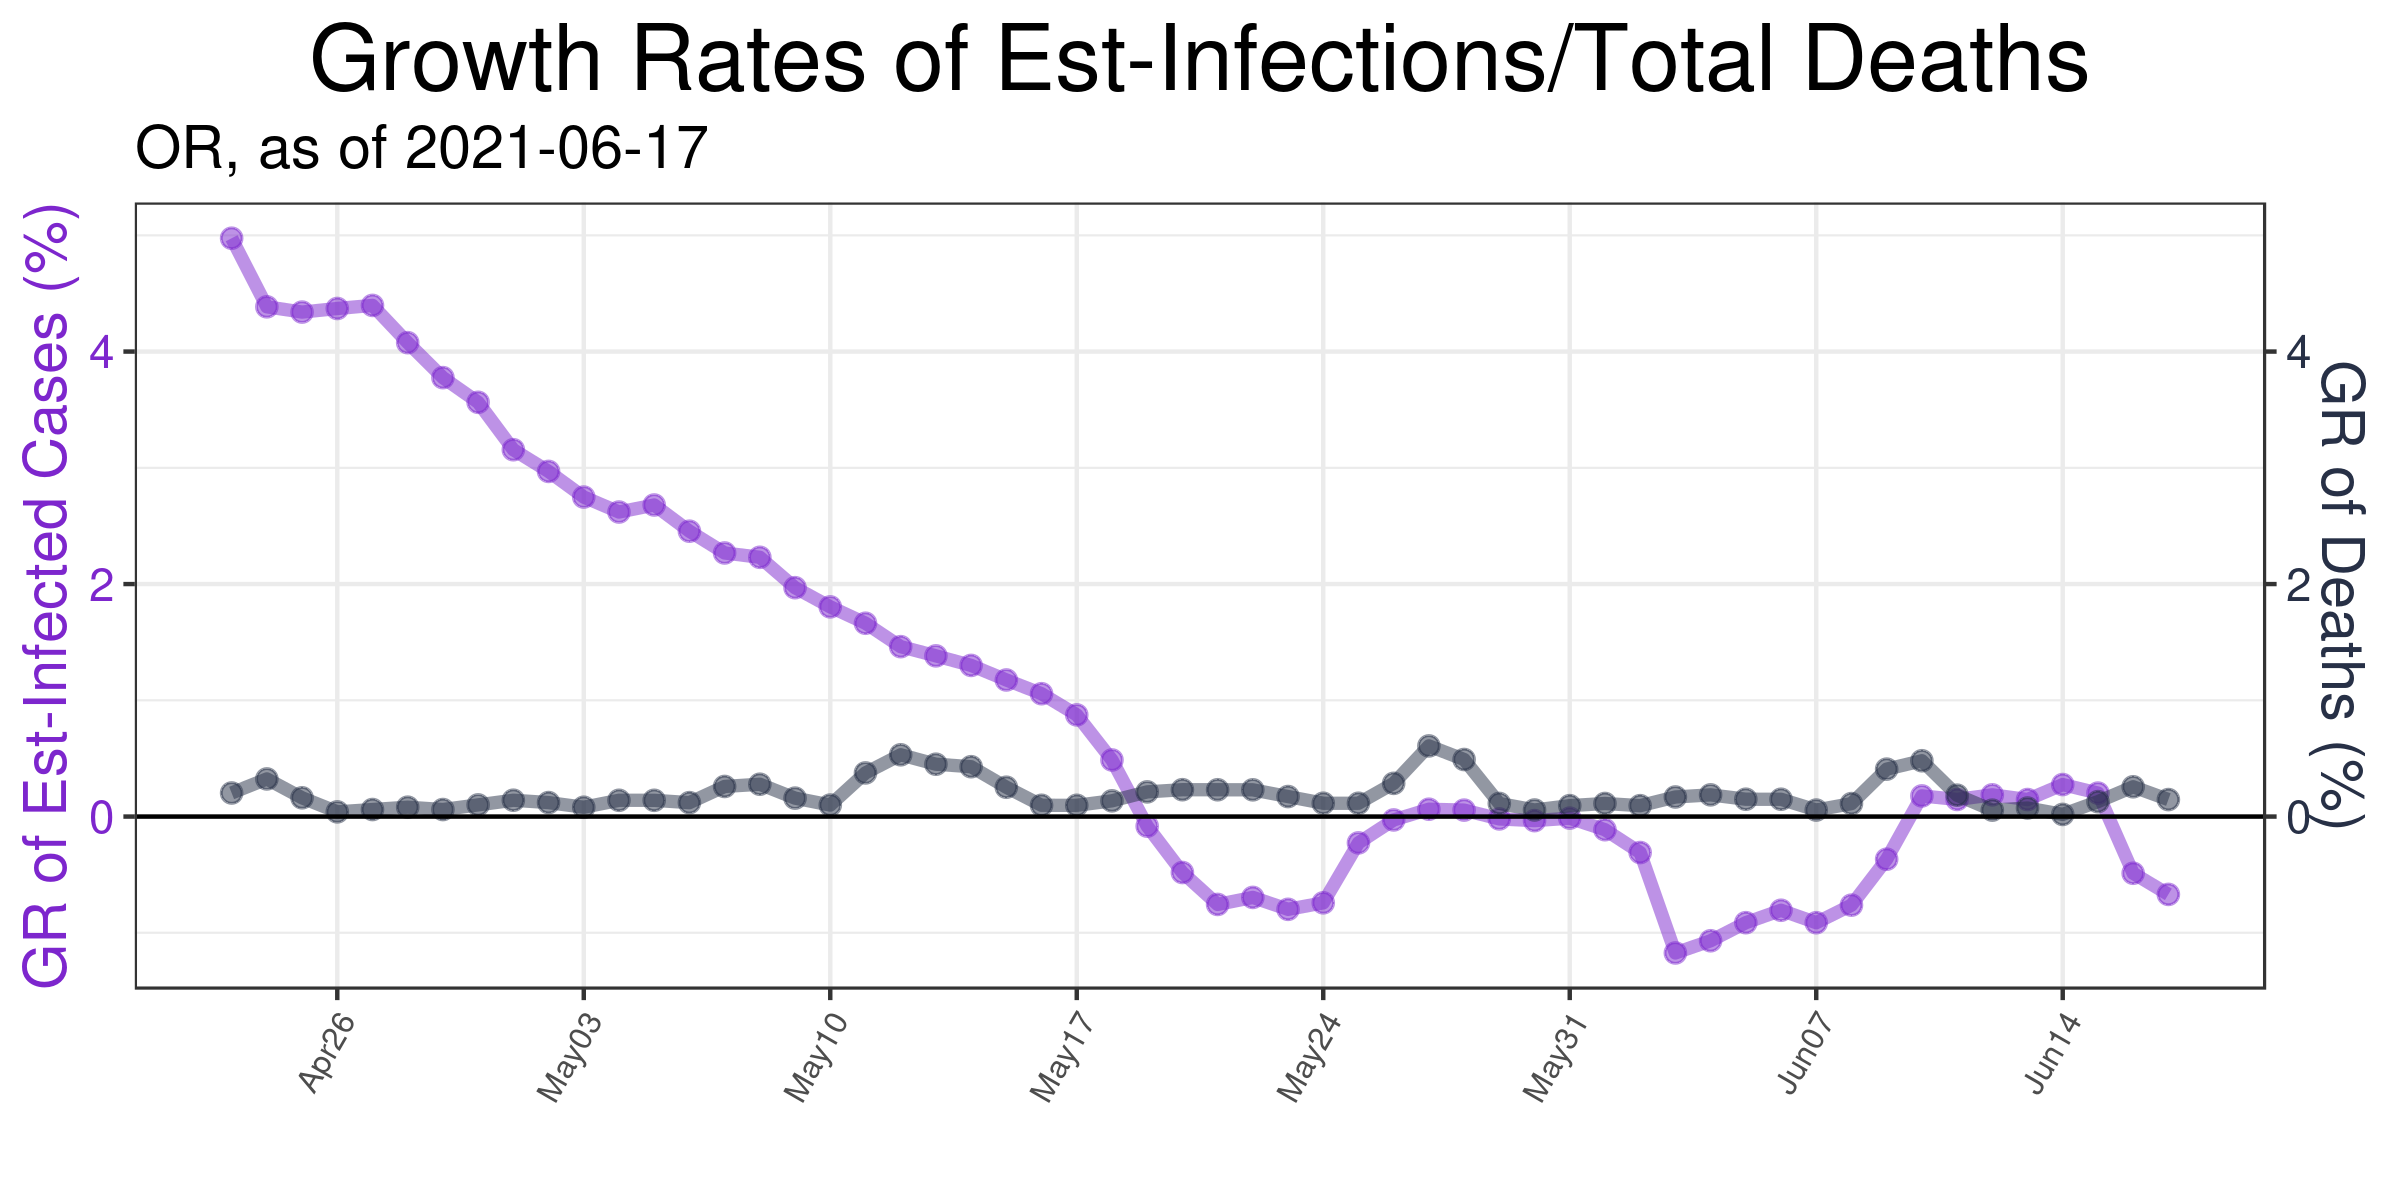 Growth Rates of Est-Infections/Total Deaths
OR, as of 2021-06-17
GR of Est-Infected Cases (%)
4
2
0
4
2
0
GR of Deaths (%)
Apr26
May03
May10
May17
May24
May31
Jun07
Jun14